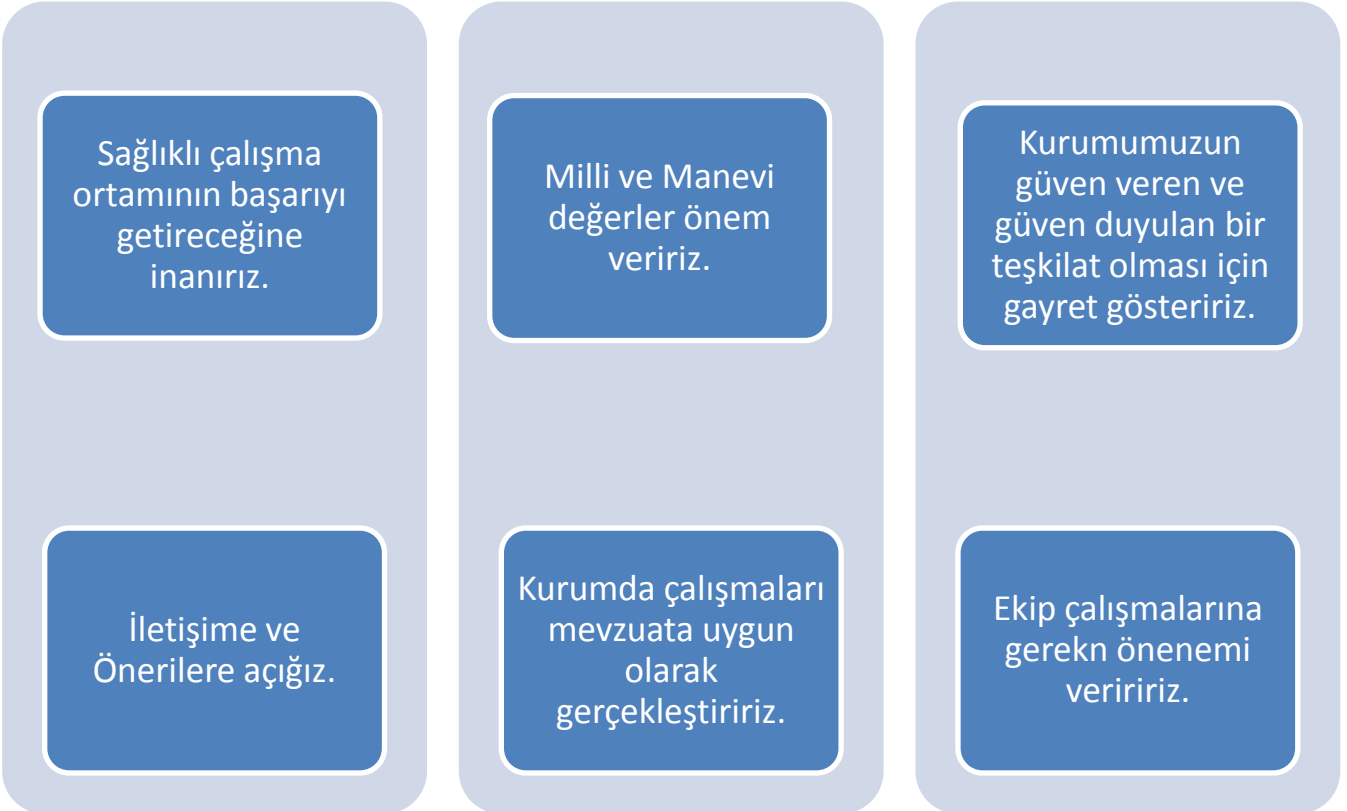 Sağlıklı çalışma
ortamının başarıyı
getireceğine
inanırız.
İletişime ve
Önerilere açığız.
Milli ve Manevi
değerler önem
veririz.
Kurumda çalışmaları
mevzuata uygun
olarak
gerçekleştiririz.
Kurumumuzun
güven veren ve
güven duyulan bir
teşkilat olması için
gayret gösteririz.
Ekip çalışmalarına
gerekn önenemi
veriririz.